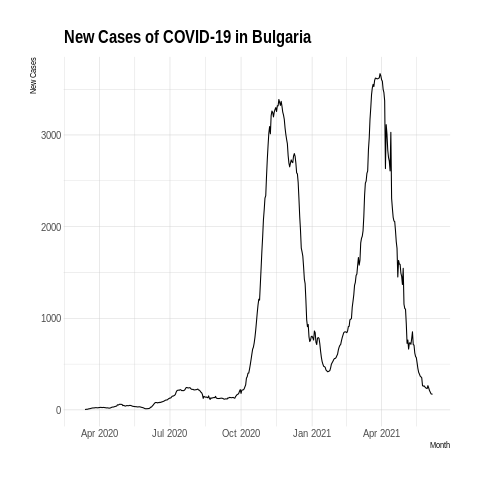 New Cases of COVID-19 in Bulgaria
New Cases
3000
2000
1000
0
Apr 2020 Jul 2020 Oct 2020 Jan 2021 Apr 2021
Month